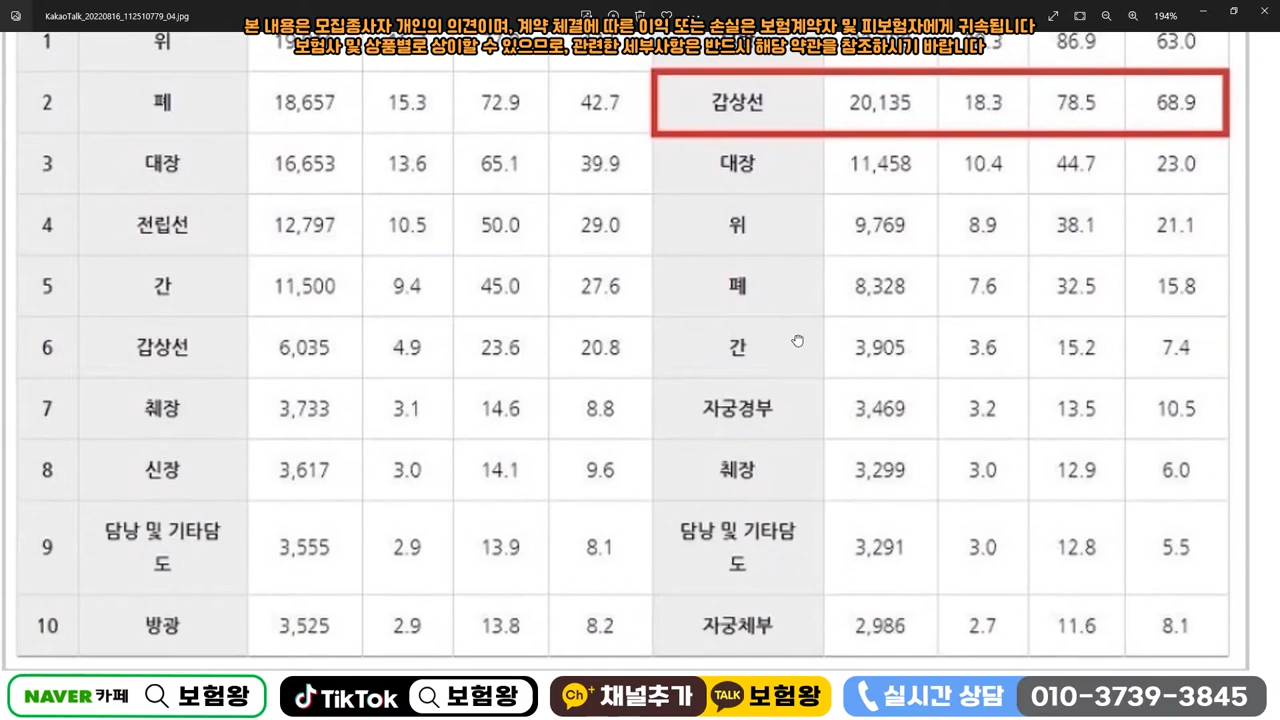 KakaoTalk_20220816_112510779_04.jpg
194%
본 내용은 모집종사자 개인의 의견이며, 계약 체결에 따른 이익 또는 손실은 보험계약자 및 피보험자에게 귀속됩니다
보험사 및 상품별로 상이할 수 있으므로, 관련한 세부사항은 반드시 해당 약관을 참조하시기 바랍니다
1 위 86.9 63.0
2 폐 18,657 15.3 72.9 42.7 갑상선 20,135 18.3 78.5 68.9
3 대장 16,653 13.6 65.1 39.9 대장 11,458 10.4 44.7 23.0
4 전립선 12,797 10.5 50.0 29.0 위 9,769 8.9 38.1 21.1
5 간 11,500 9.4 45.0 27.6 폐 8,328 7.6 32.5 15.8
6 갑상선 6,035 4.9 23.6 20.8 간 3,905 3.6 15.2 7.4
7 췌장 3,733 3.1 14.6 8.8 자궁경부 3,469 3.2 13.5 10.5
8 신장 3,617 3.0 14.1 9.6 췌장 3,299 3.0 12.9 6.0
9 담낭 및 기타담도 3,555 2.9 13.9 8.1 담낭 및 기타담도 3,291 3.0 12.8 5.5
10 방광 3,525 2.9 13.8 8.2 자궁체부 2,986 2.7 11.6 8.1
NAVER 카페 보험왕 TikTok 보험왕 Ch+ 채널추가 TALK 보험왕 실시간 상담 010-3739-3845